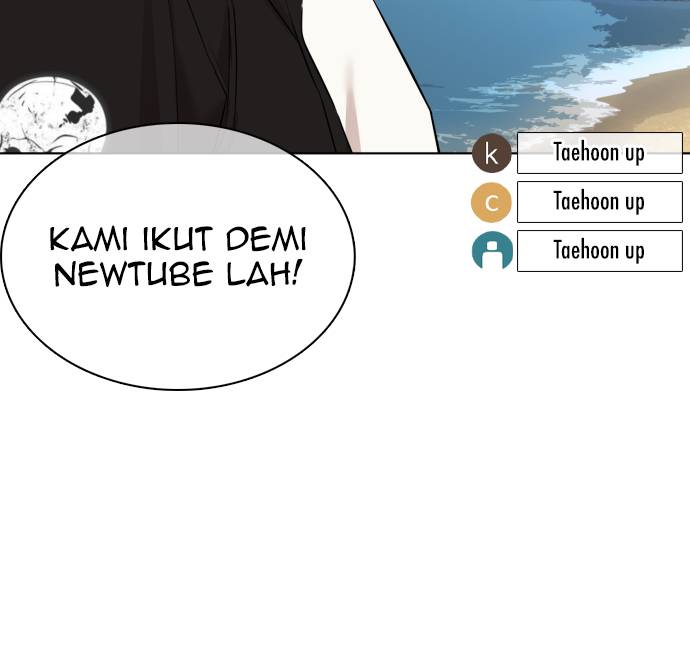 k Taehoon up
c Taehoon up
Taehoon up
KAMI IKUT DEMI
NEWTUBE LAH!